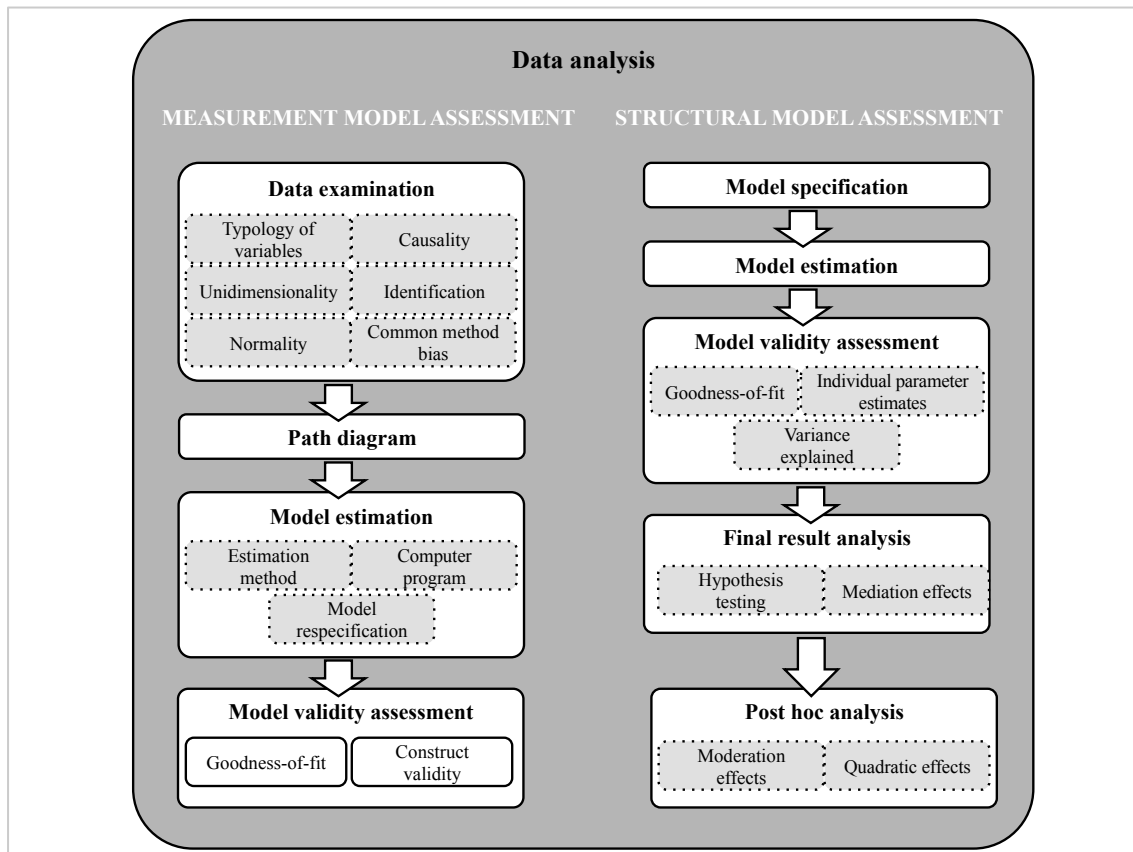 Data analysis
MEASUREMENT MODEL ASSESSMENT
Data examination
Typology of
variables
Causality
Unidimensionality
Identification
Normality
Common method
bias
Path diagram
Model estimation
Estimation
method
Computer
program
Model
respecification
Model validity assessment
Goodness-of-fit
Construct
validity
STRUCTURAL MODEL ASSESSMENT
Model specification
Model estimation
Model validity assessment
Goodness-of-fit
Individual parameter
estimates
Variance
explained
Final result analysis
Hypothesis
testing
Mediation effects
Post hoc analysis
Moderation
effects
Quadratic effects